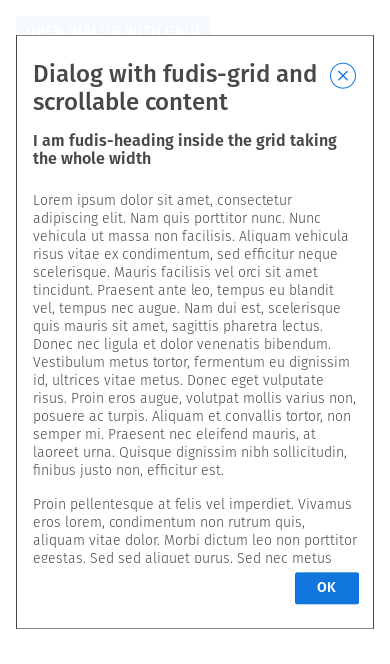 OPEN DIALOG WITH GRID
Dialog with fudis-grid and
scrollable content
I am fudis-heading inside the grid taking
the whole width
Lorem ipsum dolor sit amet, consectetur
adipiscing elit. Nam quis porttitor nunc. Nunc
vehicula ut massa non facilisis. Aliquam vehicula
risus vitae ex condimentum, sed efficitur neque
scelerisque. Mauris facilisis vel orci sit amet
tincidunt. Praesent ante leo, tempus eu blandit
vel, tempus nec augue. Nam dui est, scelerisque
quis mauris sit amet, sagittis pharetra lectus.
Donec nec ligula et dolor venenatis bibendum.
Vestibulum metus tortor, fermentum eu dignissim
id, ultrices vitae metus. Donec eget vulputate
risus. Proin eros augue, volutpat mollis varius non,
posuere ac turpis. Aliquam et convallis tortor, non
semper mi. Praesent nec eleifend mauris, at
laoreet urna. Quisque dignissim nibh sollicitudin,
finibus justo non, efficitur est.
Proin pellentesque at felis vel imperdiet. Vivamus
eros lorem, condimentum non rutrum quis,
aliquam vitae dolor. Morbi dictum leo non porttitor
egestas. Sed sed aliquet purus. Sed nec metus
OK